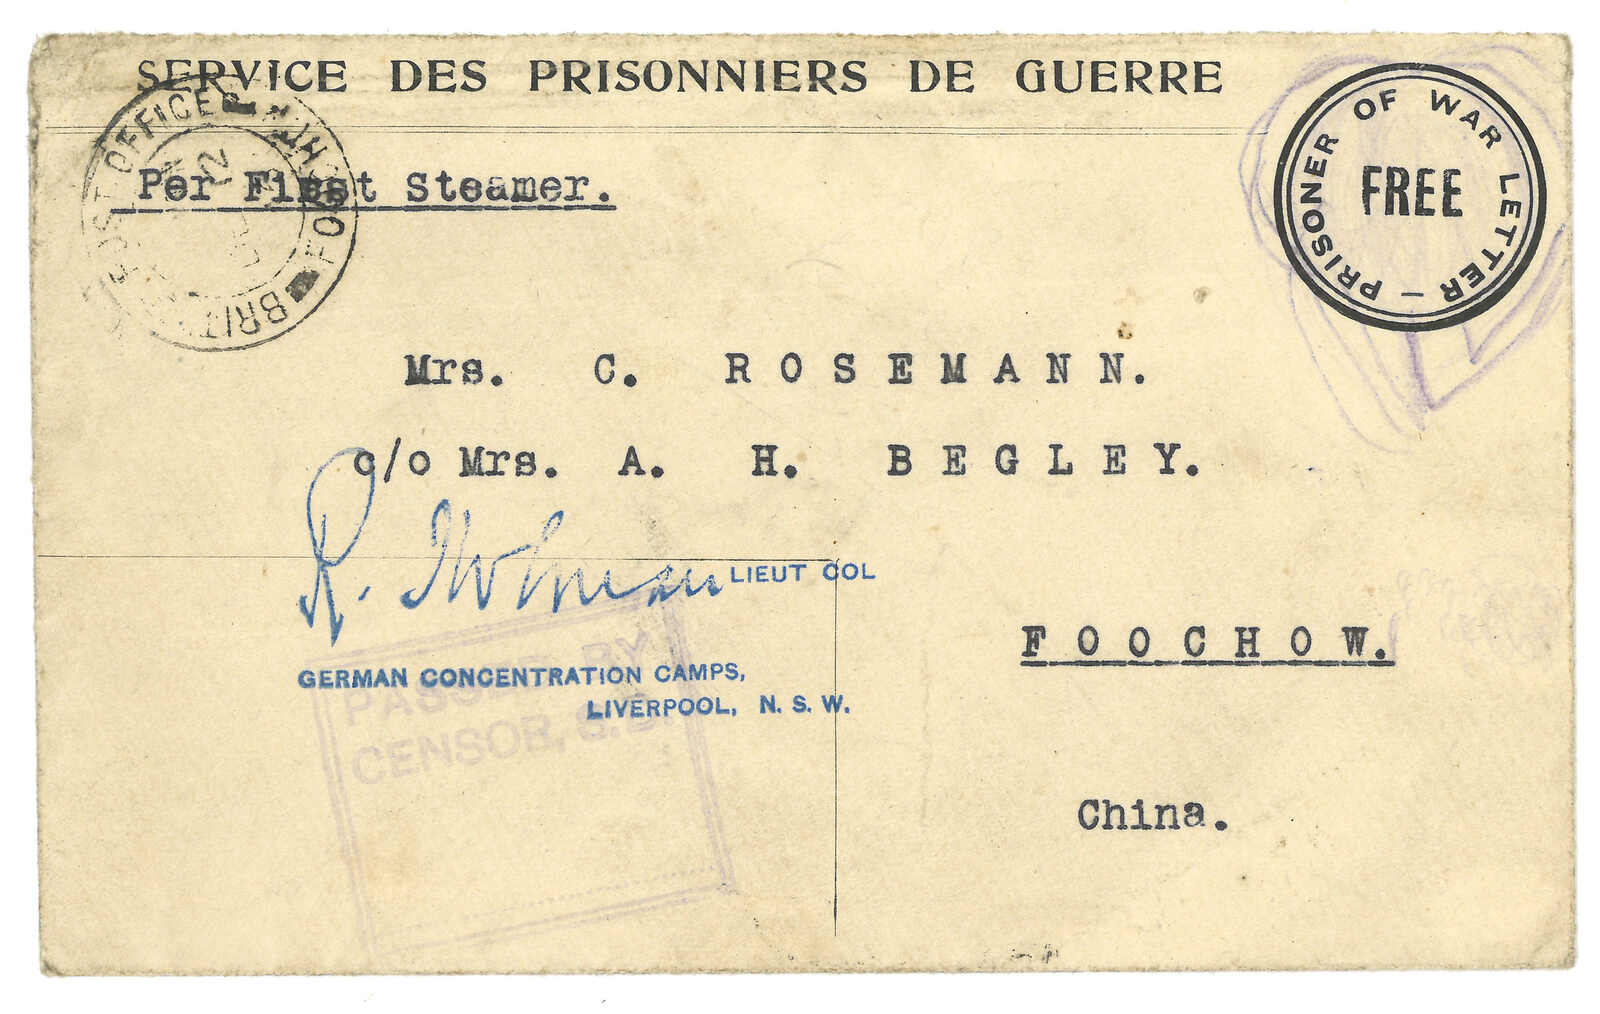 SERVICE DES PRISONNIERS DE GUERRE
PRISONER OF WAR LETTER –
FREE
BRITISH POST OFFICE FOOCHOW
Per First Steamer.
Mrs. C. ROSEMANN.
c/o Mrs. A. H. BEGLEY.
R.
LIEUT COL
GERMAN CONCENTRATION CAMPS,
LIVERPOOL, N. S. W.
PASSED BY
CENSOR,
FOOCHOW.
China.